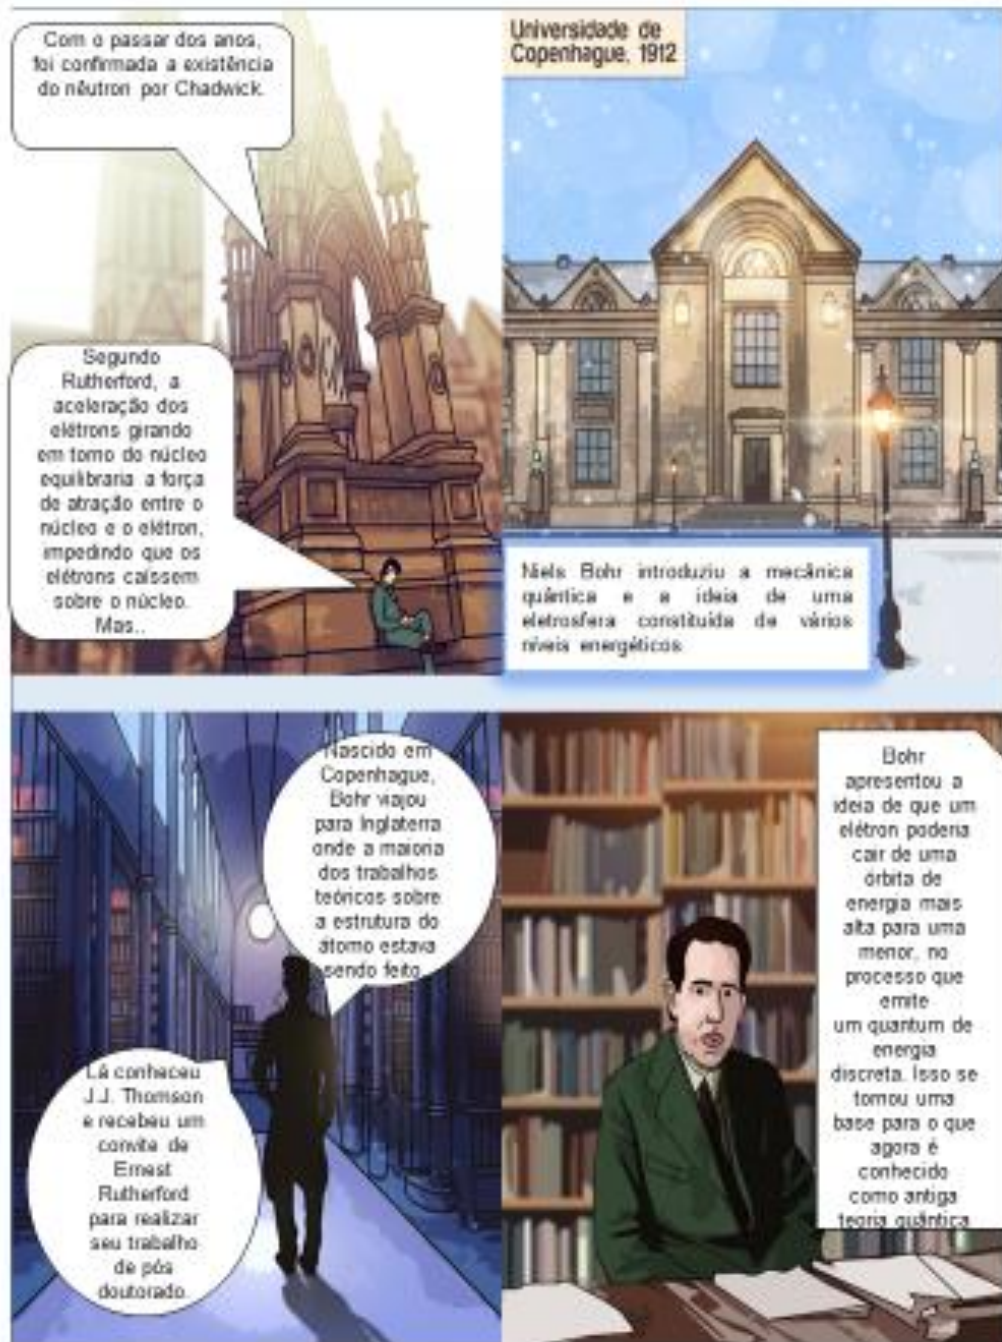 Com o passar dos anos,
foi confirmada a existência
do nêutron por Chadwick.
Segundo
Rutherford, a
aceleração dos
elétrons girando
em torno do núcleo
equilibraria a força
de atração entre o
núcleo e o elétron,
impedindo que os
elétrons caíssem
sobre o núcleo.
Mas..
Universidade de
Copenhague, 1912
Niels Bohr introduziu a mecânica
quântica e a ideia de uma
eletrosfera constituída de vários
níveis energéticos
Nascido em
Copenhague,
Bohr viajou
para Inglaterra
onde a maioria
dos trabalhos
teóricos sobre
a estrutura do
átomo estava
sendo feito
Lá conheceu
J.J. Thomson
e recebeu um
convite de
Ernest
Rutherford
para realizar
seu trabalho
de pós
doutorado.
Bohr
apresentou a
ideia de que um
elétron poderia
cair de uma
órbita de
energia mais
alta para uma
menor, no
processo que
emite
um quantum de
energia
discreta. Isso se
tornou uma
base para o que
agora é
conhecido
como antiga
teoria quântica